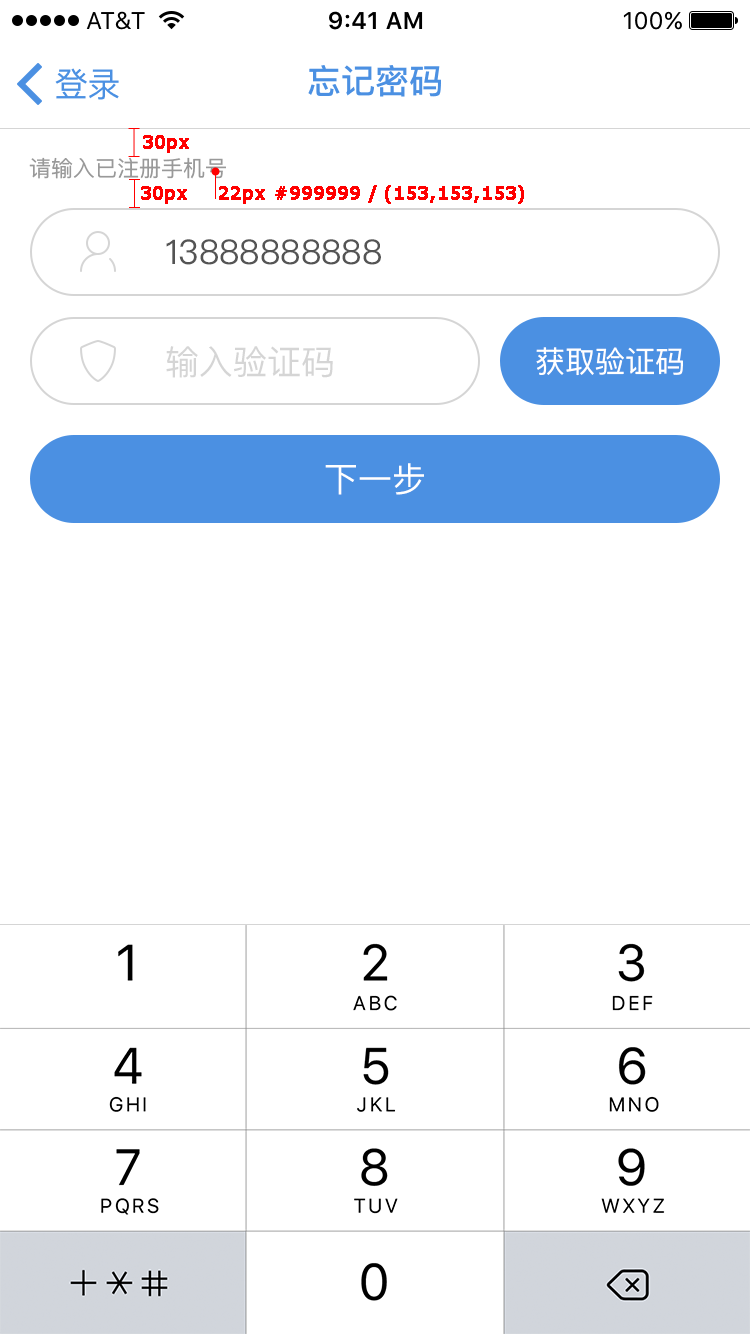 AT&T 9:41 AM 100%
登录 忘记密码
30px
请输入已注册手机号
30px 22px #999999 / (153,153,153)
13888888888
输入验证码 获取验证码
下一步
1 2 3
ABC DEF
4 5 6
GHI JKL MNO
7 8 9
PQRS TUV WXYZ
+*# 0